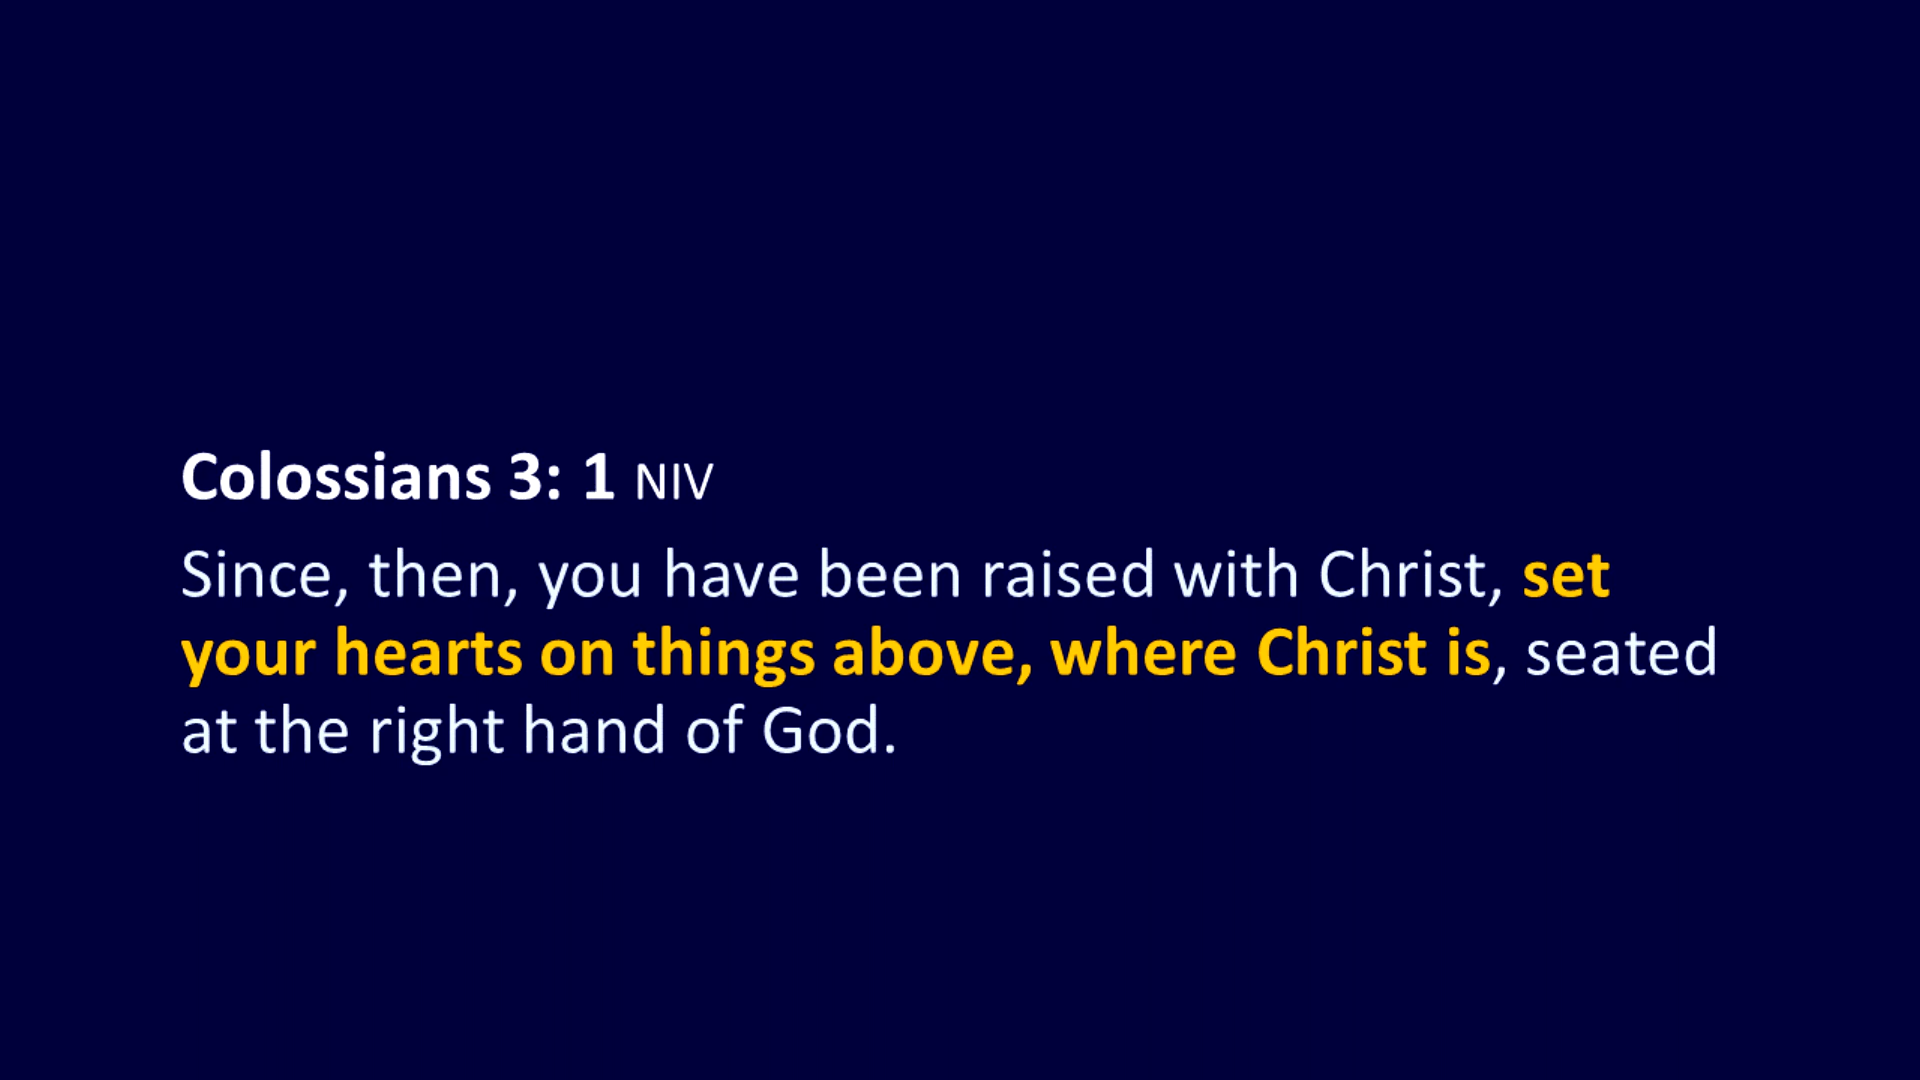 Colossians 3: 1 NIV
Since, then, you have been raised with Christ, set
your hearts on things above, where Christ is, seated
at the right hand of God.